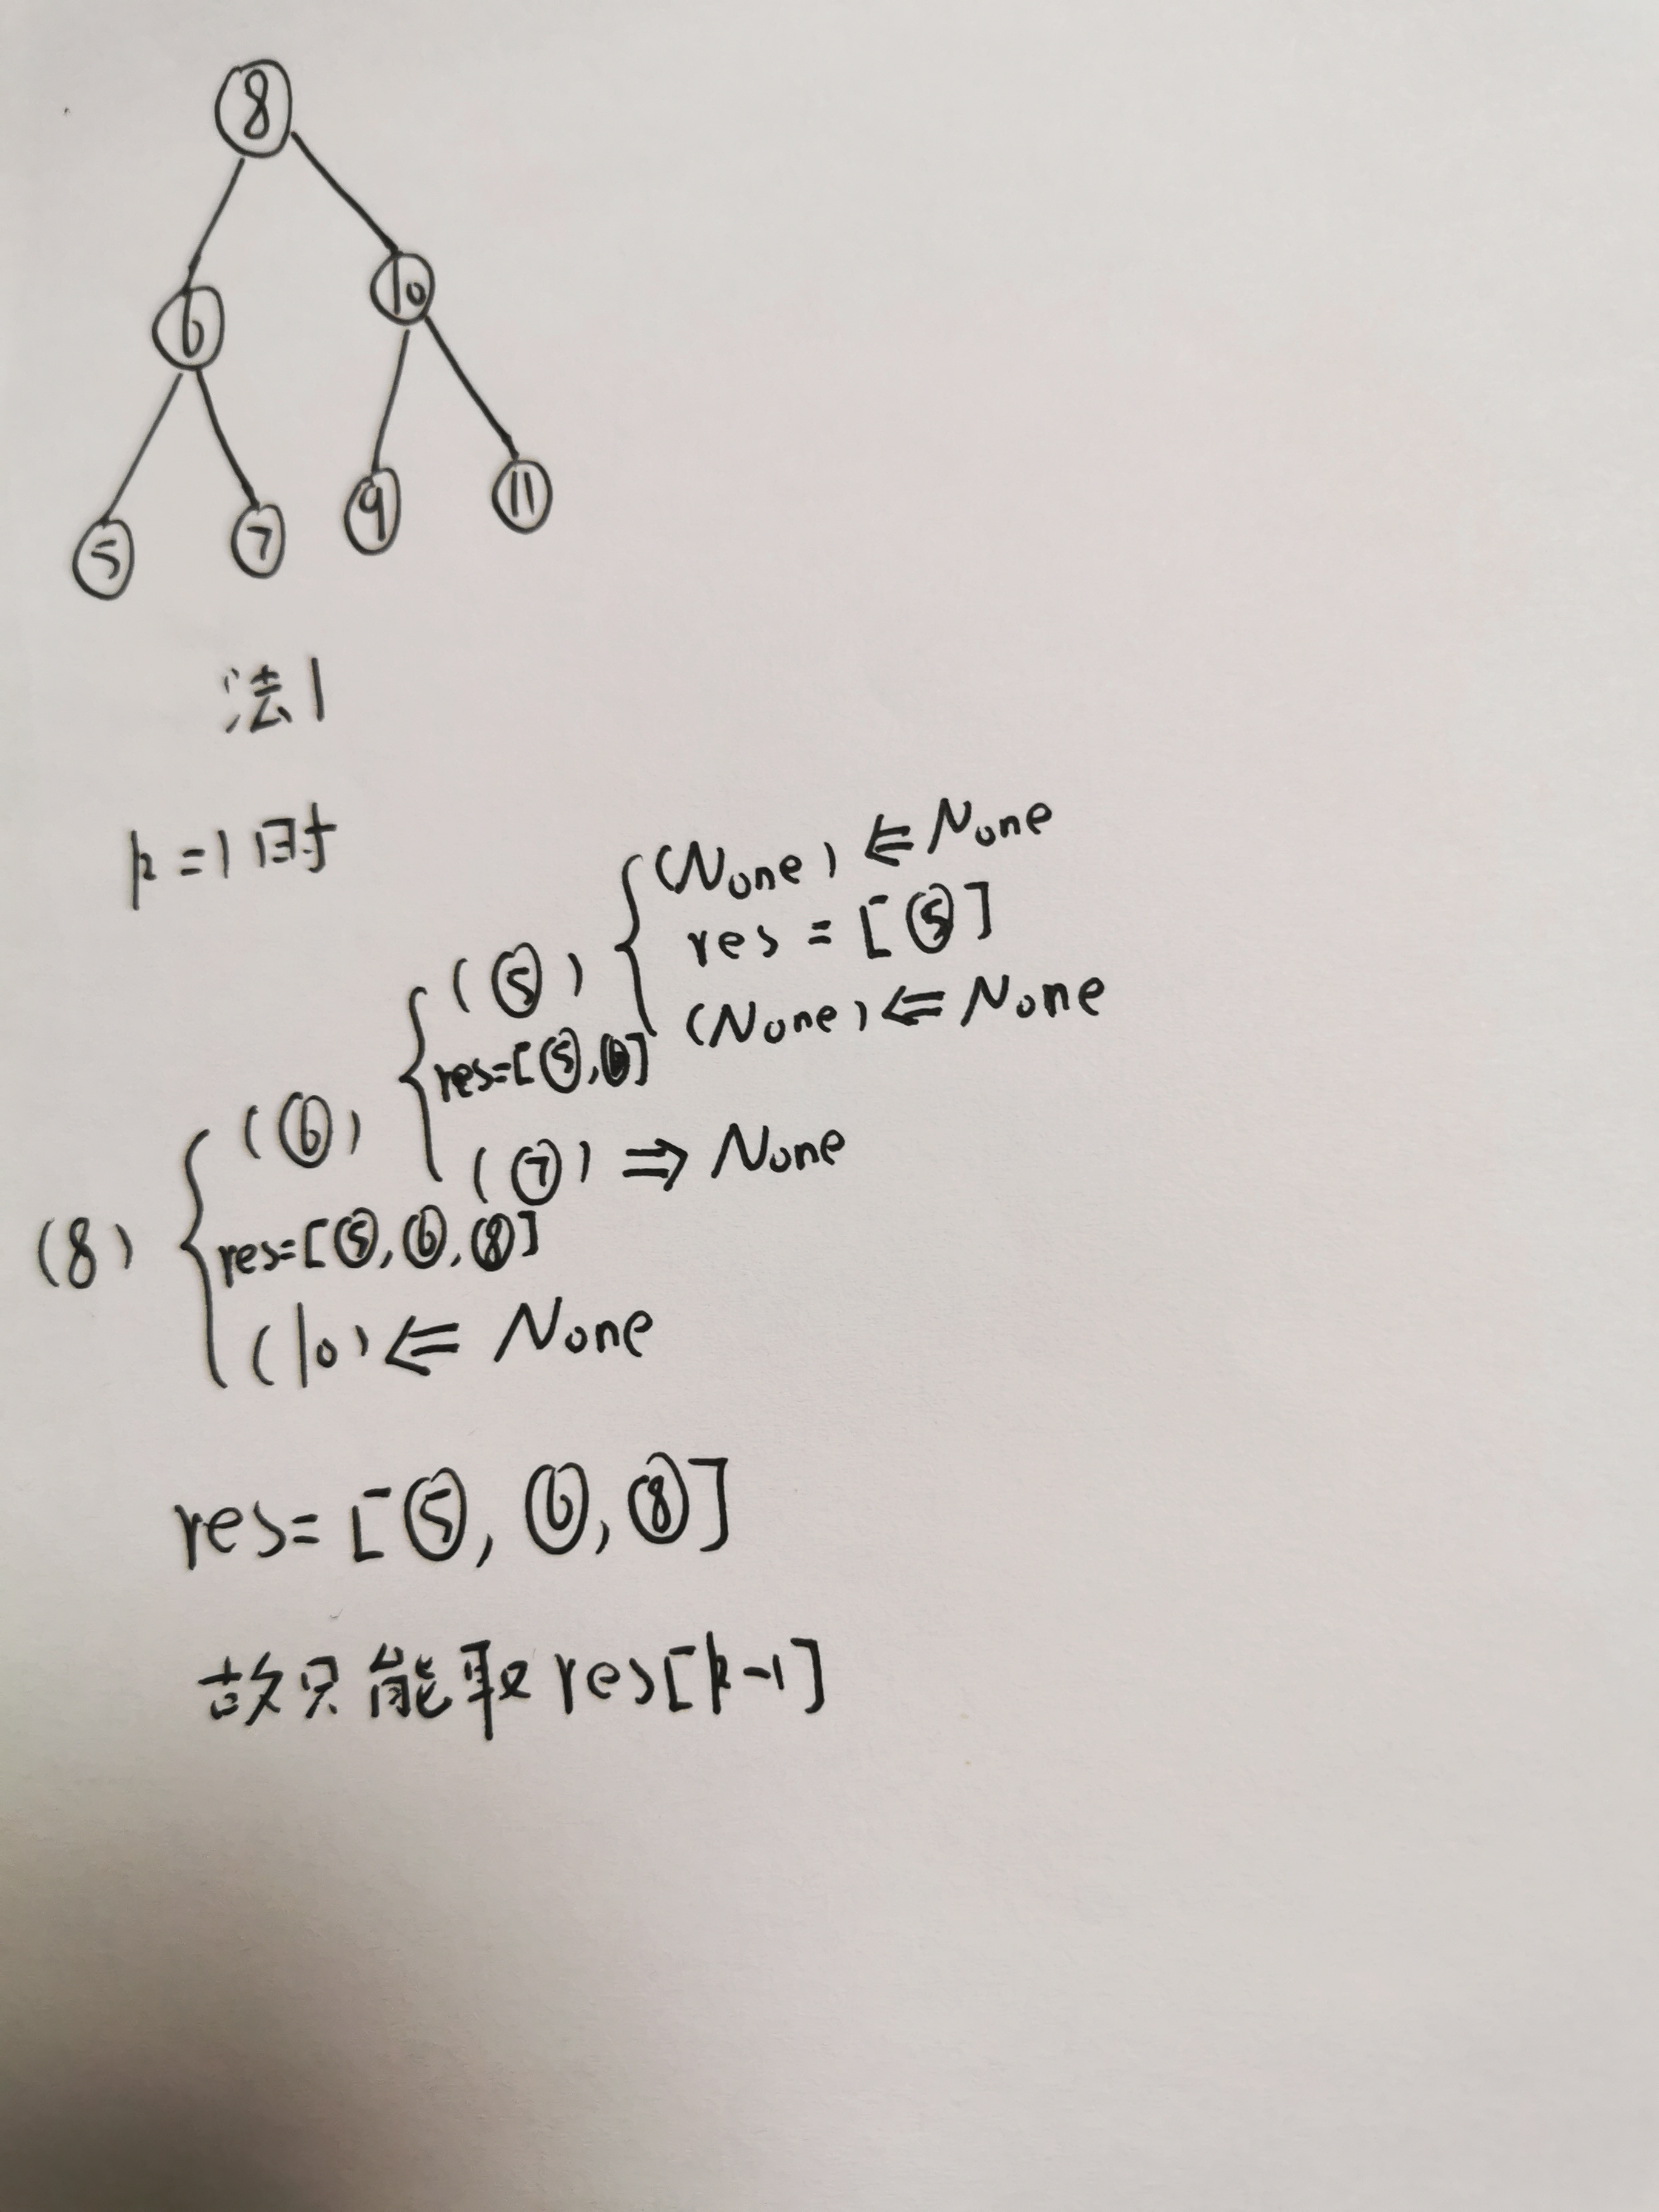 8
6 10
5 7 9 11
法1
k=1时
(None) ⇐ None
(5) res = [5]
(None) ⇐ None
(6) res=[5,6]
(7) ⇒ None
(8) res=[5,6,8]
(10) ⇐ None
res=[5,6,8]
故只能取res[k-1]